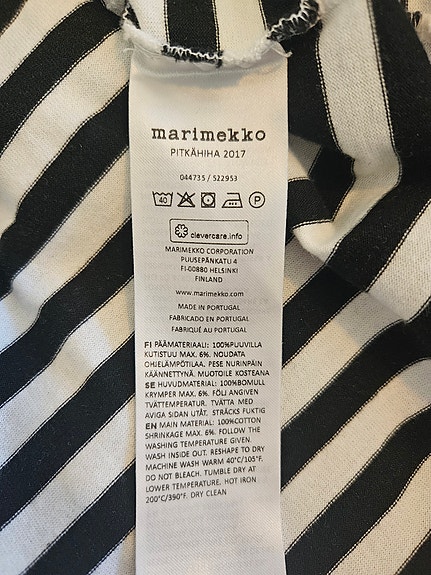 marimekko
PITKÄHIHA 2017
044735 / 522953
40 P
clevercare.info
MARIMEKKO CORPORATION
PUUSEPÄNKATU 4
FI-00880 HELSINKI
FINLAND
www.marimekko.com
MADE IN PORTUGAL
FABRICADO EN PORTUGAL
FABRIQUÉ AU PORTUGAL
FI PÄÄMATERIAALI: 100%PUUVILLA
KUTISTUU MAX. 6%. NOUDATA
OHJELÄMPÖTILAA. PESE NURINPÄIN
KÄÄNNETTYNÄ. MUOTOILE KOSTEANA
SE HUVUDMATERIAL: 100%BOMULL
KRYMPER MAX. 6%. FÖLJ ANGIVEN
TVÄTTEMPERATUR. TVÄTTA MED
AVIGA SIDAN UTÅT. STRÄCKS FUKTIG
EN MAIN MATERIAL: 100%COTTON
SHRINKAGE MAX. 6%. FOLLOW THE
WASHING TEMPERATURE GIVEN.
WASH INSIDE OUT. RESHAPE TO DRY
MACHINE WASH WARM 40°C/105°F.
DO NOT BLEACH. TUMBLE DRY AT
LOWER TEMPERATURE. HOT IRON
200°C/390°F. DRY CLEAN